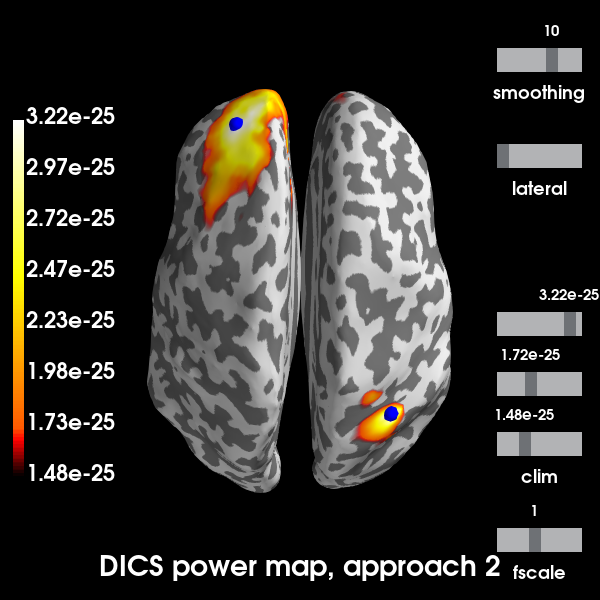 3.22e-25
2.97e-25
2.72e-25
2.47e-25
2.23e-25
1.98e-25
1.73e-25
1.48e-25
10
smoothing
lateral
3.22e-25
1.72e-25
1.48e-25
clim
1
fscale
DICS power map, approach 2